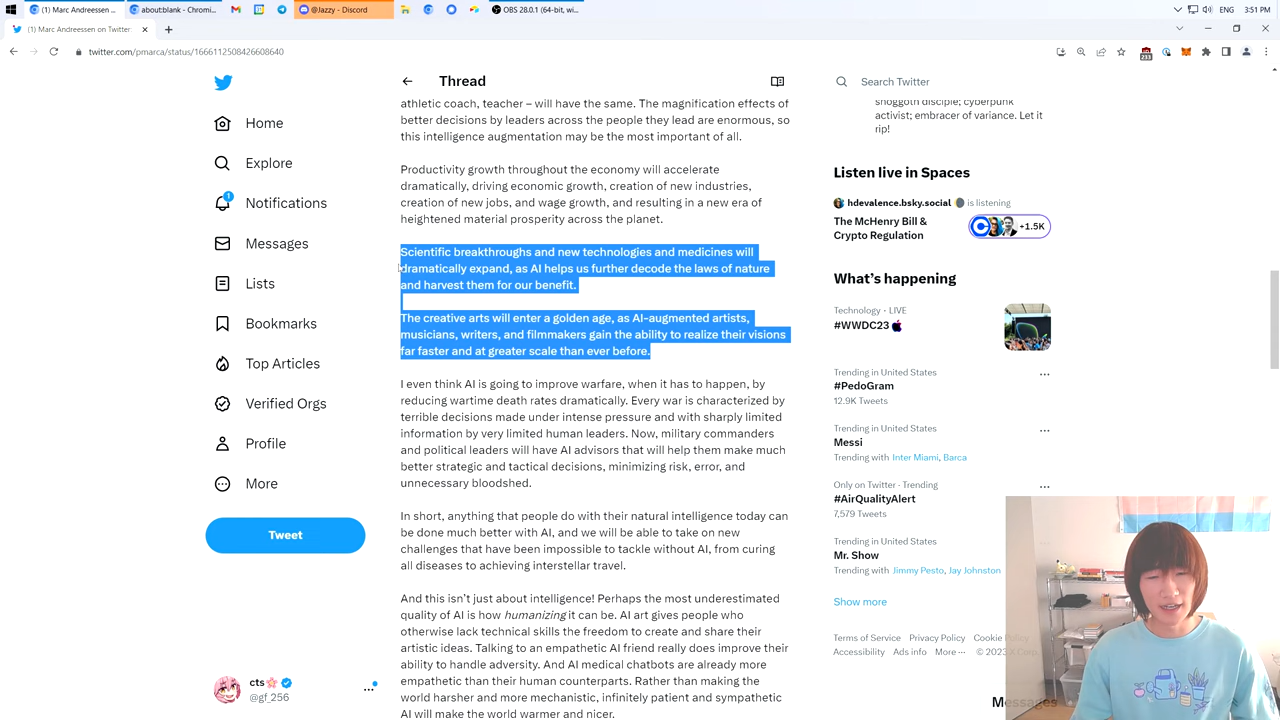 (1) Marc Andreessen ...
about:blank - Chromi...
@Jazzy - Discord
OBS 28.0.1 (64-bit, wi...
ENG
3:51 PM
(1) Marc Andreessen on Twitter
twitter.com/pmarca/status/1666112508426608640
233
Home
Explore
1
Notifications
Messages
Lists
Bookmarks
Top Articles
Verified Orgs
Profile
More
Tweet
cts🌸
@gf_256
Thread
athletic coach, teacher – will have the same. The magnification effects of
better decisions by leaders across the people they lead are enormous, so
this intelligence augmentation may be the most important of all.
Productivity growth throughout the economy will accelerate
dramatically, driving economic growth, creation of new industries,
creation of new jobs, and wage growth, and resulting in a new era of
heightened material prosperity across the planet.
Scientific breakthroughs and new technologies and medicines will
dramatically expand, as AI helps us further decode the laws of nature
and harvest them for our benefit.
The creative arts will enter a golden age, as AI-augmented artists,
musicians, writers, and filmmakers gain the ability to realize their visions
far faster and at greater scale than ever before.
I even think AI is going to improve warfare, when it has to happen, by
reducing wartime death rates dramatically. Every war is characterized by
terrible decisions made under intense pressure and with sharply limited
information by very limited human leaders. Now, military commanders
and political leaders will have AI advisors that will help them make much
better strategic and tactical decisions, minimizing risk, error, and
unnecessary bloodshed.
In short, anything that people do with their natural intelligence today can
be done much better with AI, and we will be able to take on new
challenges that have been impossible to tackle without AI, from curing
all diseases to achieving interstellar travel.
And this isn't just about intelligence! Perhaps the most underestimated
quality of AI is how humanizing it can be. AI art gives people who
otherwise lack technical skills the freedom to create and share their
artistic ideas. Talking to an empathetic AI friend really does improve their
ability to handle adversity. And AI medical chatbots are already more
empathetic than their human counterparts. Rather than making the
world harsher and more mechanistic, infinitely patient and sympathetic
AI will make the world warmer and nicer.
Search Twitter
shoggoth disciple; cyberpunk
activist; embracer of variance. Let it
rip!
Listen live in Spaces
hdevalence.bsky.social is listening
The McHenry Bill &
Crypto Regulation
+1.5K
What's happening
Technology · LIVE
#WWDC23
Trending in United States
#PedoGram
12.9K Tweets
Trending in United States
Messi
Trending with Inter Miami, Barca
Only on Twitter · Trending
#AirQualityAlert
7,579 Tweets
Trending in United States
Mr. Show
Trending with Jimmy Pesto, Jay Johnston
Show more
Terms of Service Privacy Policy Cookie
Accessibility Ads info More ··· © 2023 X Corp.
Messages